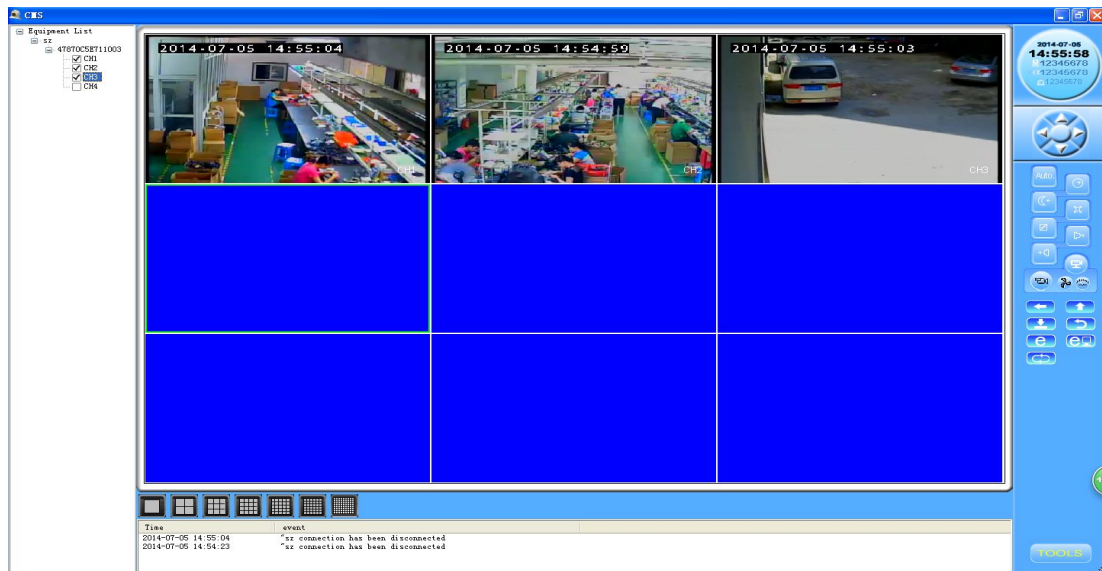 CMS
Equipment List
sz
47870C5E711003
CH1
CH2
CH3
CH4
2014-07-05 14:55:04
CH1
2014-07-05 14:54:59
CH2
2014-07-05 14:55:03
CH3
2014-07-05
14:55:58
12345678
12345678
12345678
Auto
TOOLS
Time event
2014-07-05 14:55:04 "sz connection has been disconnected
2014-07-05 14:54:23 "sz connection has been disconnected